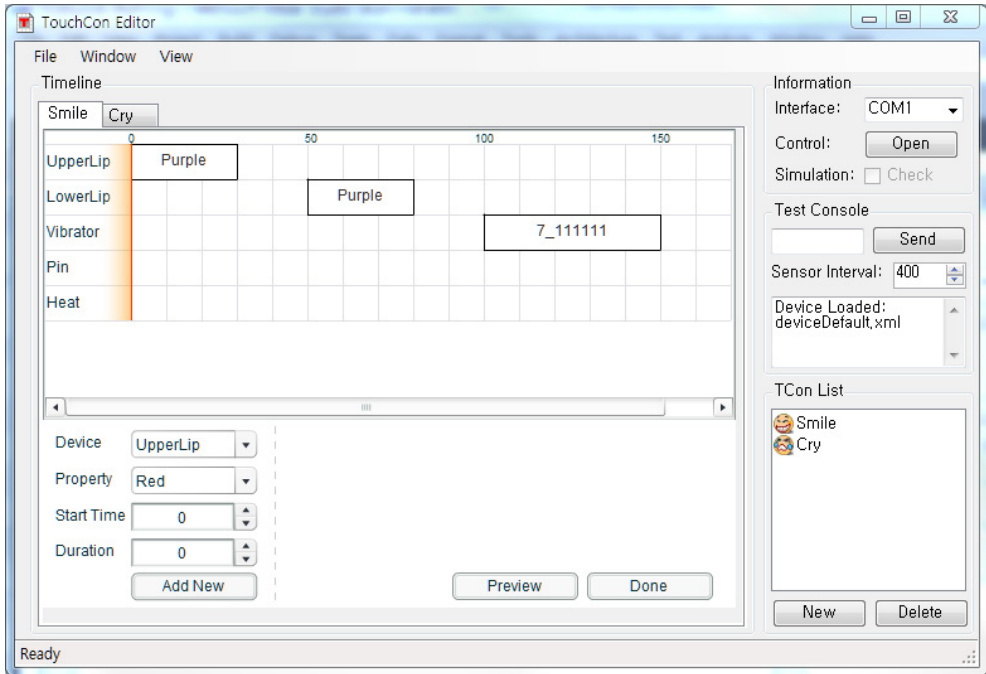 TouchCon Editor
File Window View
Timeline
Smile Cry
0 50 100 150
UpperLip Purple
LowerLip Purple
Vibrator 7_111111
Pin
Heat
Device UpperLip
Property Red
Start Time 0
Duration 0
Add New Preview Done
Information
Interface: COM1
Control: Open
Simulation: Check
Test Console
Send
Sensor Interval: 400
Device Loaded:
deviceDefault,xml
TCon List
Smile
Cry
New Delete
Ready